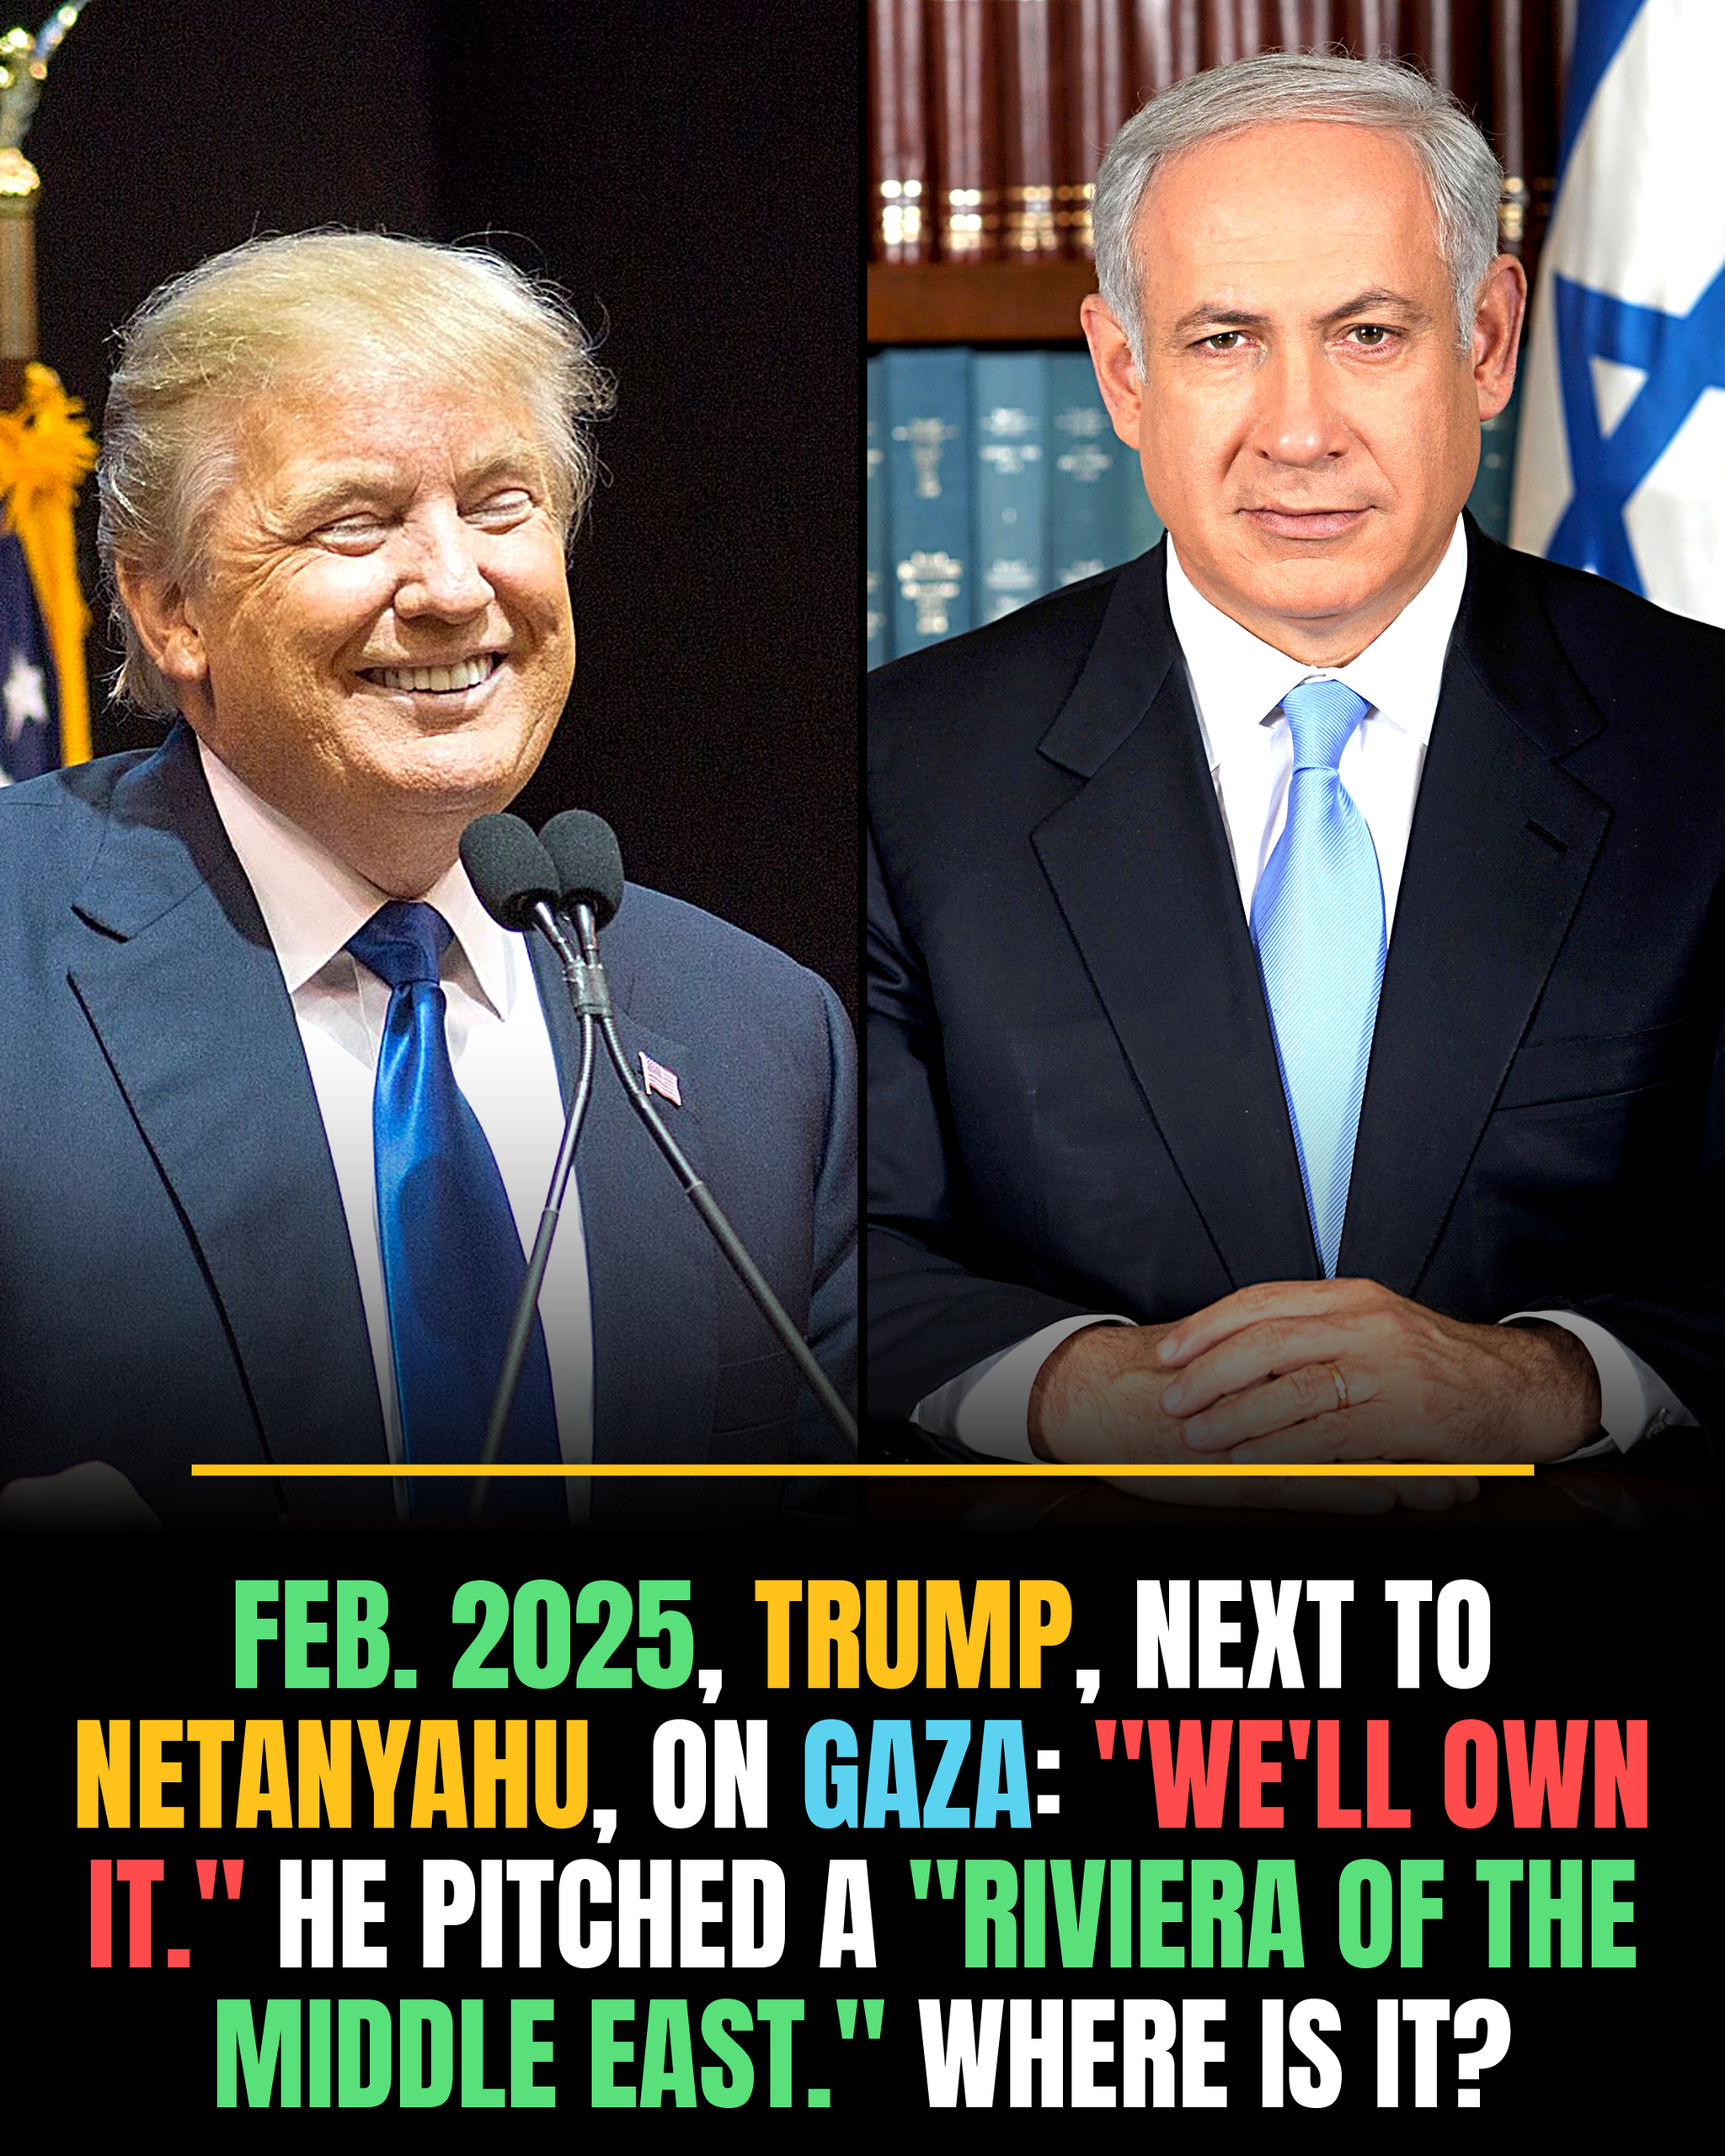 FEB. 2025, TRUMP, NEXT TO
NETANYAHU, ON GAZA: "WE'LL OWN
IT." HE PITCHED A "RIVIERA OF THE
MIDDLE EAST." WHERE IS IT?